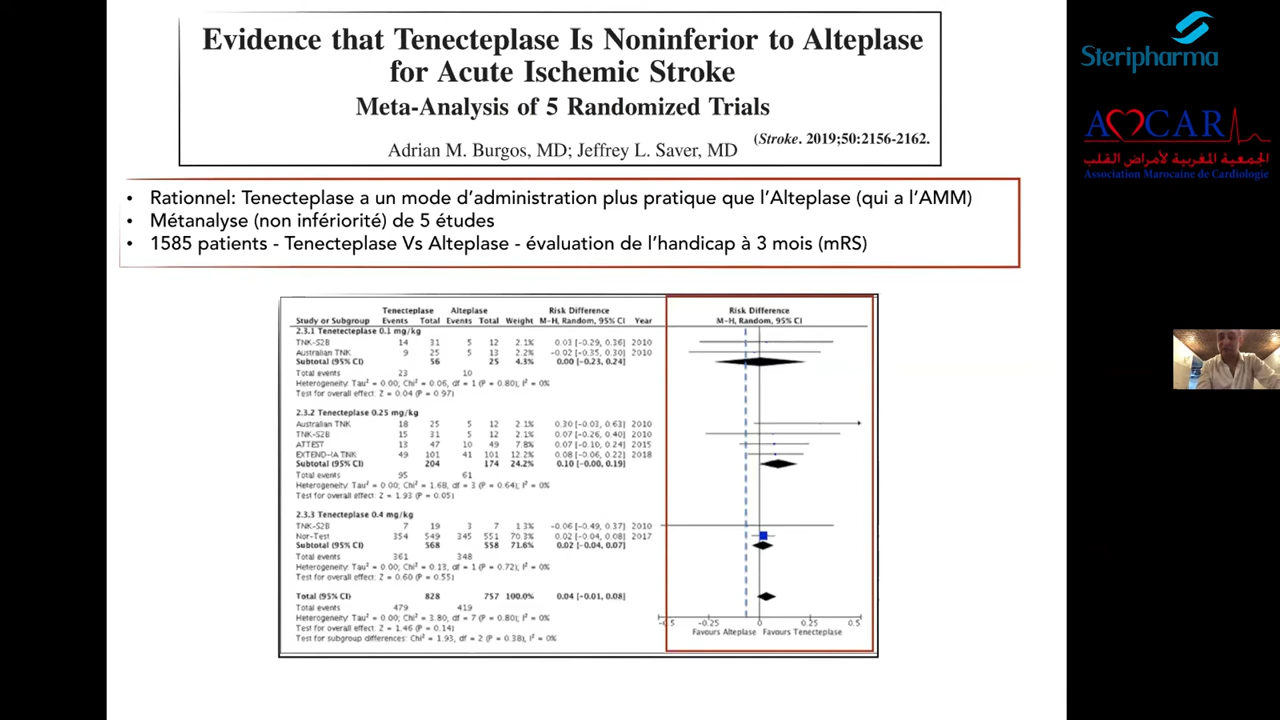 Evidence that Tenecteplase Is Noninferior to Alteplase
for Acute Ischemic Stroke
Meta-Analysis of 5 Randomized Trials
(Stroke. 2019;50:2156-2162.
Adrian M. Burgos, MD; Jeffrey L. Saver, MD
Steripharma
AMCAR
الجمعية المغربية لأمراض القلب
Association Marocaine de Cardiologie
• Rationnel: Tenecteplase a un mode d’administration plus pratique que l’Alteplase (qui a l’AMM)
• Métanalyse (non infériorité) de 5 études
• 1585 patients - Tenecteplase Vs Alteplase - évaluation de l’handicap à 3 mois (mRS)
Tenecteplase Alteplase Risk Difference Risk Difference
Study or Subgroup Events Total Events Total Weight M-H, Random, 95% CI Year M-H, Random, 95% CI
2.3.1 Tenetecteplase 0.1 mg/kg
TNK-S2B 14 31 5 12 2.1% 0.03 [-0.29, 0.36] 2010
Australian TNK 9 25 5 13 2.2% -0.02 [-0.35, 0.30] 2010
Subtotal (95% CI) 56 25 4.3% 0.00 [-0.23, 0.24]
Total events 23 10
Heterogeneity: Tau² = 0.00; Chi² = 0.06, df = 1 (P = 0.80); I² = 0%
Test for overall effect: Z = 0.04 (P = 0.97)
2.3.2 Tenecteplase 0.25 mg/kg
Australian TNK 18 25 5 12 2.1% 0.30 [-0.03, 0.63] 2010
TNK-S2B 15 31 5 12 2.1% 0.07 [-0.26, 0.40] 2010
ATTEST 13 47 10 49 7.8% 0.07 [-0.10, 0.24] 2015
EXTEND-IA TNK 49 101 41 101 12.2% 0.08 [-0.06, 0.22] 2018
Subtotal (95% CI) 204 174 24.2% 0.10 [-0.00, 0.19]
Total events 95 61
Heterogeneity: Tau² = 0.00; Chi² = 1.68, df = 3 (P = 0.64); I² = 0%
Test for overall effect: Z = 1.93 (P = 0.05)
2.3.3 Tenecteplase 0.4 mg/kg
TNK-S2B 7 19 3 7 1.3% -0.06 [-0.49, 0.37] 2010
Nor-Test 354 549 345 551 70.3% 0.02 [-0.04, 0.08] 2017
Subtotal (95% CI) 568 558 71.6% 0.02 [-0.04, 0.07]
Total events 361 348
Heterogeneity: Tau² = 0.00; Chi² = 0.13, df = 1 (P = 0.72); I² = 0%
Test for overall effect: Z = 0.60 (P = 0.55)
Total (95% CI) 828 757 100.0% 0.04 [-0.01, 0.08]
Total events 479 419
Heterogeneity: Tau² = 0.00; Chi² = 3.80, df = 7 (P = 0.80); I² = 0%
Test for overall effect: Z = 1.46 (P = 0.14)
Test for subgroup differences: Chi² = 1.93, df = 2 (P = 0.38), I² = 0%
-0.5 -0.25 0 0.25 0.5
Favours Alteplase Favours Tenecteplase